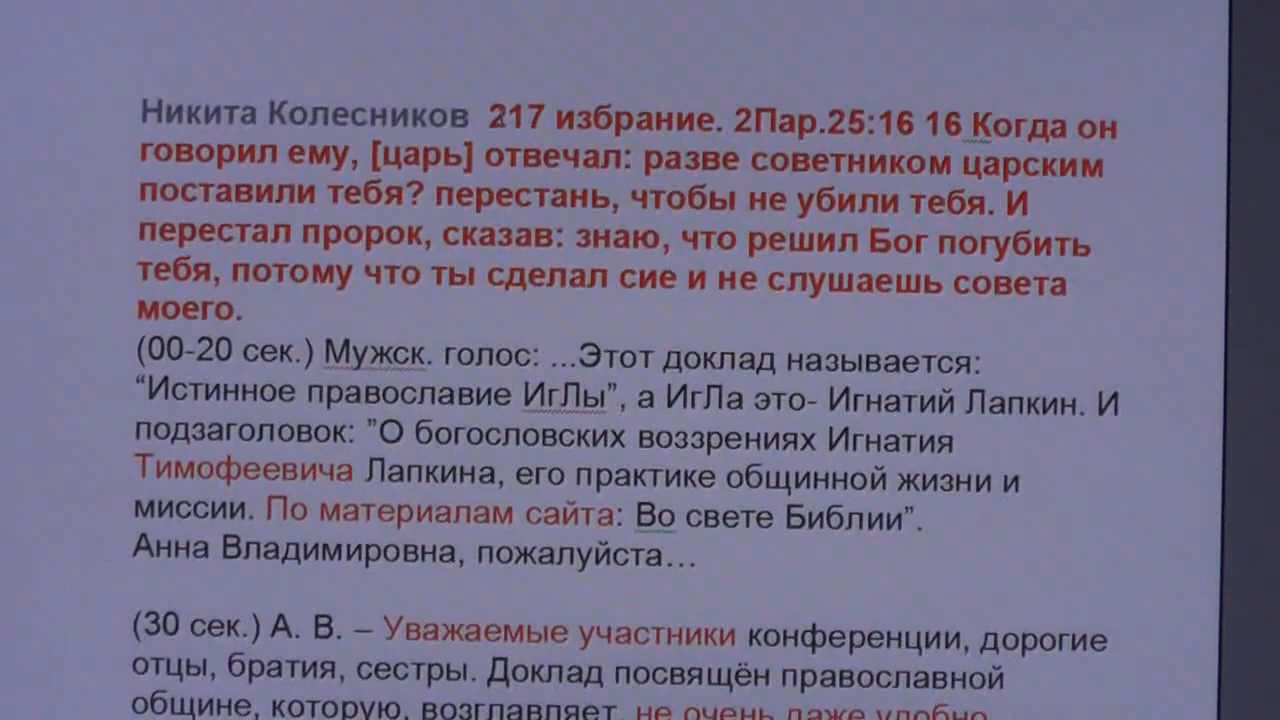 Никита Колесников 217 избрание. 2Пар.25:16 16 Когда он
говорил ему, [царь] отвечал: разве советником царским
поставили тебя? перестань, чтобы не убили тебя. И
перестал пророк, сказав: знаю, что решил Бог погубить
тебя, потому что ты сделал сие и не слушаешь совета
моего.
(00-20 сек.) Мужск. голос: ...Этот доклад называется:
“Истинное православие ИгЛы”, а ИгЛа это- Игнатий Лапкин. И
подзаголовок: ”О богословских воззрениях Игнатия
Тимофеевича Лапкина, его практике общинной жизни и
миссии. По материалам сайта: Во свете Библии”.
Анна Владимировна, пожалуйста…
(30 сек.) А. В. – Уважаемые участники конференции, дорогие
отцы, братия, сестры. Доклад посвящён православной
общине, которую, возглавляет, не очень даже удобно